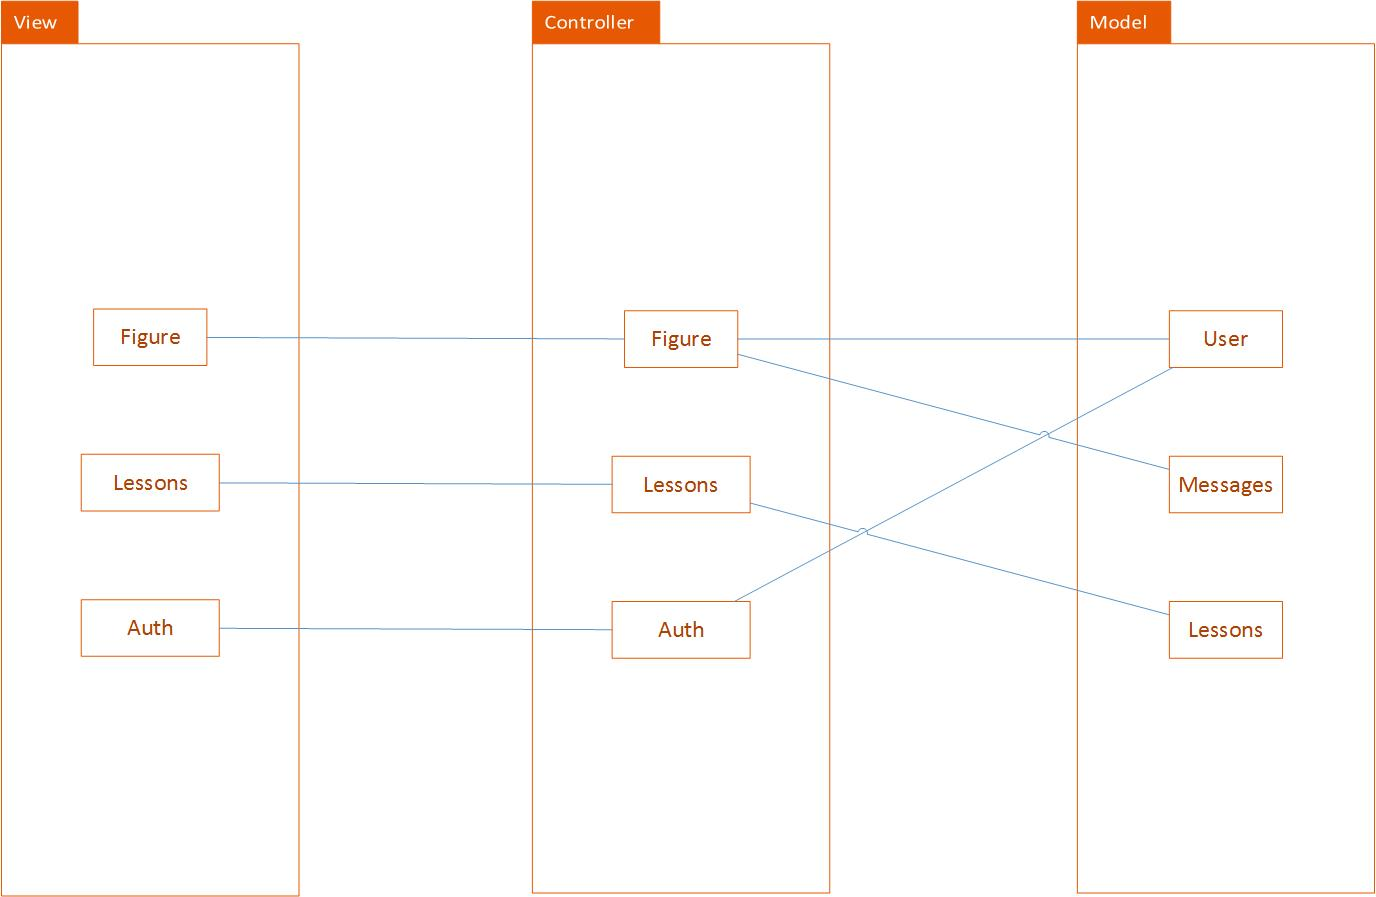 View
Controller
Model
Figure
Figure
User
Lessons
Lessons
Messages
Auth
Auth
Lessons